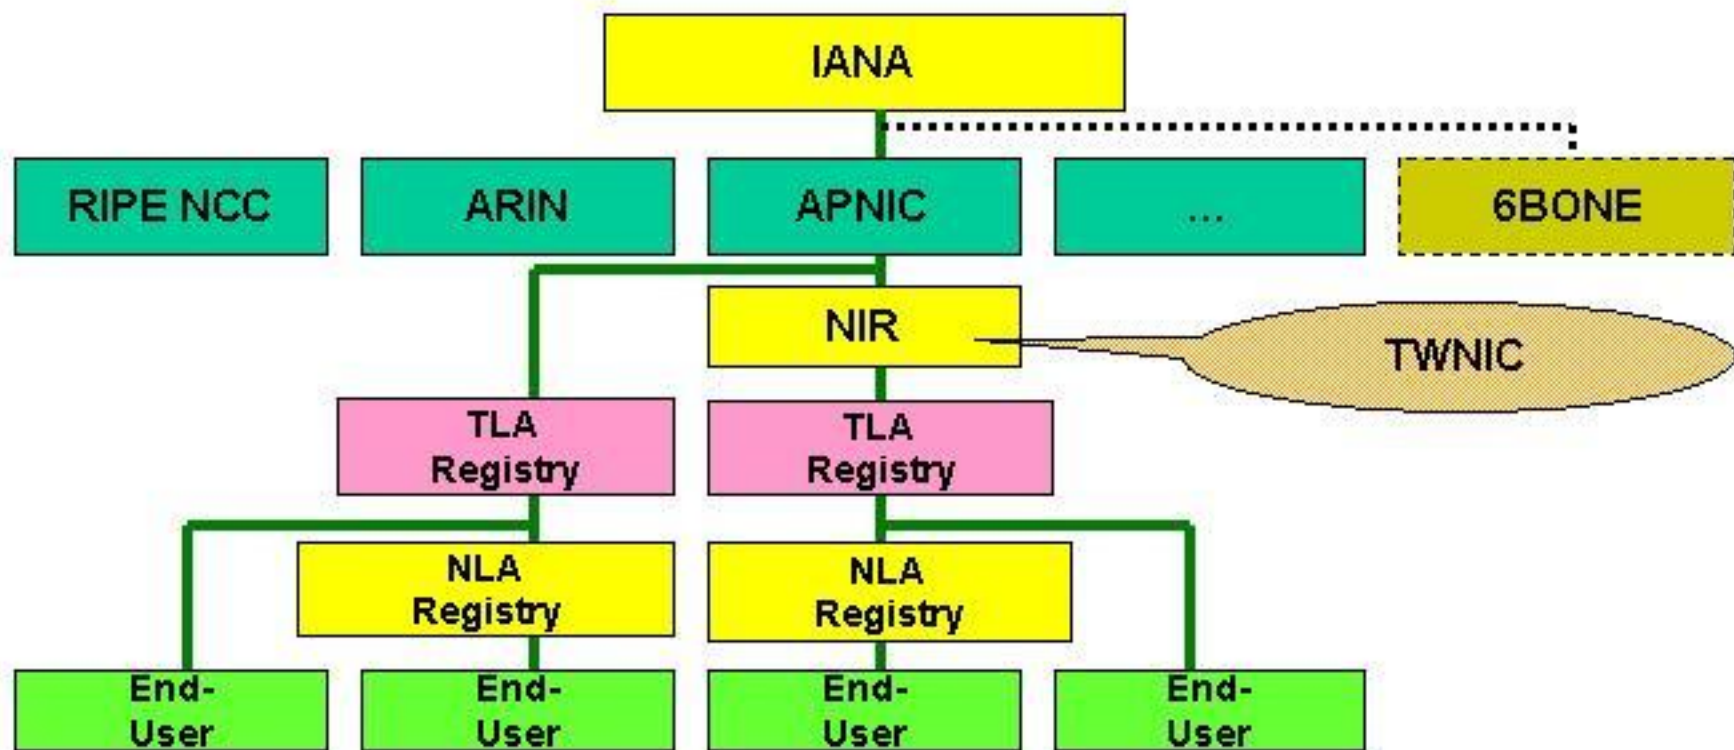 IANA
RIPE NCC
ARIN
APNIC
...
6BONE
NIR
TWNIC
TLA
Registry
TLA
Registry
NLA
Registry
NLA
Registry
End-
User
End-
User
End-
User
End-
User